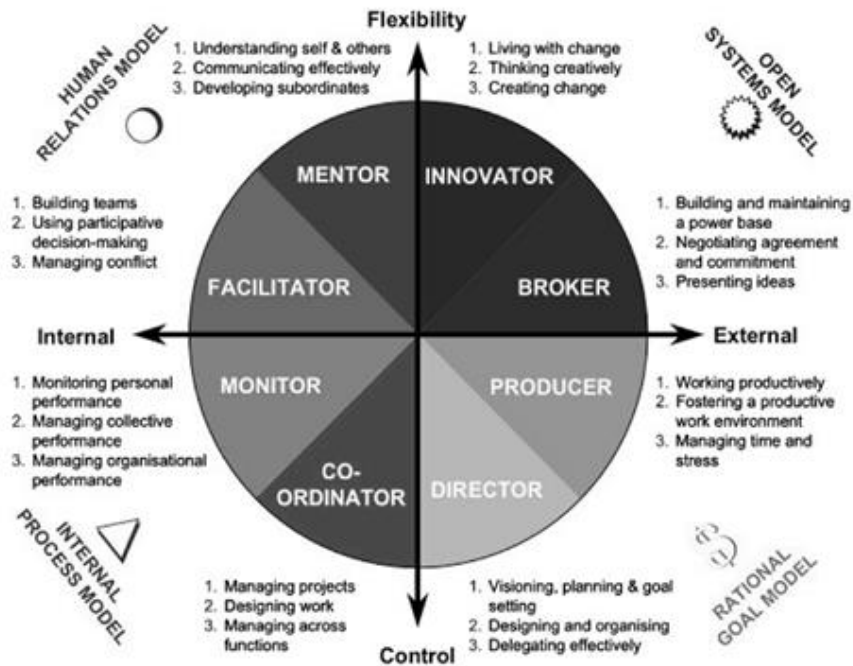 Flexibility
HUMAN
RELATIONS MODEL
1. Understanding self & others
2. Communicating effectively
3. Developing subordinates
1. Living with change
2. Thinking creatively
3. Creating change
OPEN
SYSTEMS MODEL
MENTOR
INNOVATOR
1. Building teams
2. Using participative
decision-making
3. Managing conflict
1. Building and maintaining
a power base
2. Negotiating agreement
and commitment
3. Presenting ideas
FACILITATOR
BROKER
Internal
External
1. Monitoring personal
performance
2. Managing collective
performance
3. Managing organisational
performance
MONITOR
PRODUCER
1. Working productively
2. Fostering a productive
work environment
3. Managing time and
stress
CO-
ORDINATOR
DIRECTOR
INTERNAL
PROCESS MODEL
1. Managing projects
2. Designing work
3. Managing across
functions
1. Visioning, planning & goal
setting
2. Designing and organising
3. Delegating effectively
$
RATIONAL
GOAL MODEL
Control